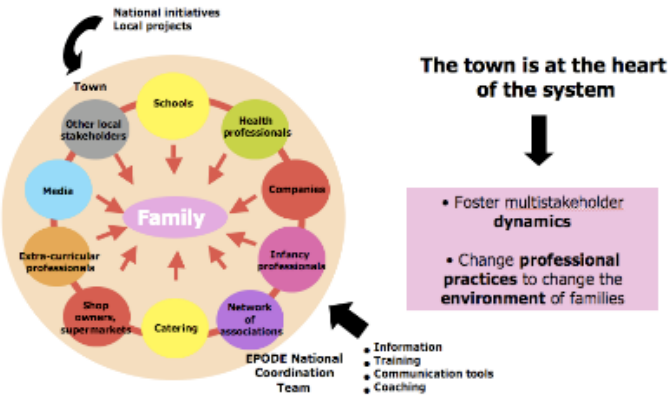 National initiatives
Local projects
Town
Schools
Other local
stakeholders
Health
professionals
Media
Companies
Family
Extra-curricular
professionals
Infancy
professionals
Shop
owners,
supermarkets
Catering
Network
of
associations
EPODE National
Coordination
Team
• Information
• Training
• Communication tools
• Coaching
The town is at the heart
of the system
• Foster multistakeholder
dynamics
• Change professional
practices to change the
environment of families